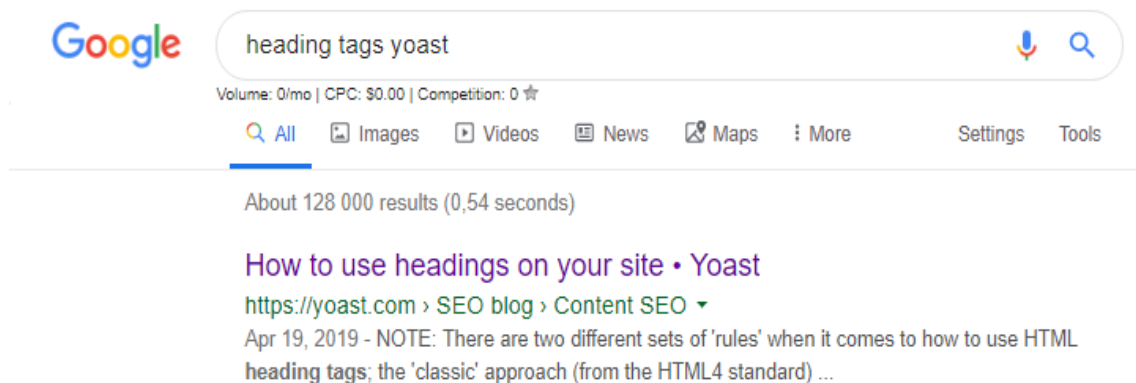 Google heading tags yoast
Volume: 0/mo | CPC: $0.00 | Competition: 0
All Images Videos News Maps More Settings Tools
About 128 000 results (0,54 seconds)
How to use headings on your site • Yoast
https://yoast.com › SEO blog › Content SEO
Apr 19, 2019 - NOTE: There are two different sets of 'rules' when it comes to how to use HTML
heading tags; the 'classic' approach (from the HTML4 standard) ...